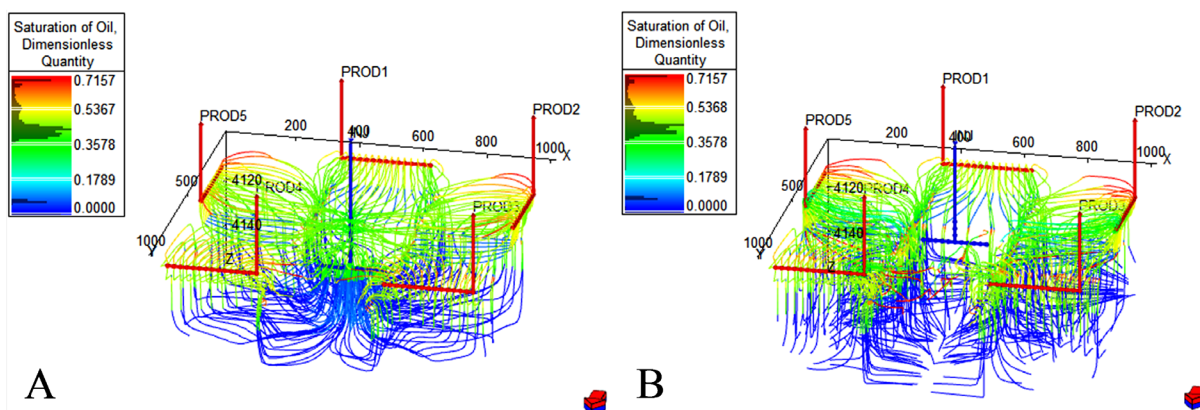 Saturation of Oil,
Dimensionless
Quantity
0.7157
0.5367
0.3578
0.1789
0.0000
PROD1
PROD2
PROD5
200
400
600
800
1000 X
500
4120
ROD4
4140
1000
Y
Z
A
Saturation of Oil,
Dimensionless
Quantity
0.7157
0.5368
0.3578
0.1789
0.0000
PROD1
PROD2
PROD5
200
400
600
800
1000 X
500
4120
PROD4
PROD3
4140
1000
Z
B